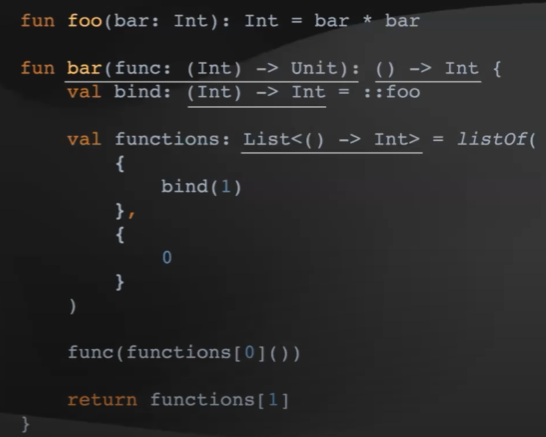 fun foo(bar: Int): Int = bar * bar
fun bar(func: (Int) -> Unit): () -> Int {
    val bind: (Int) -> Int = ::foo
    val functions: List<() -> Int> = listOf(
        {
            bind(1)
        },
        {
            0
        }
    )
    func(functions[0]())
    return functions[1]
}